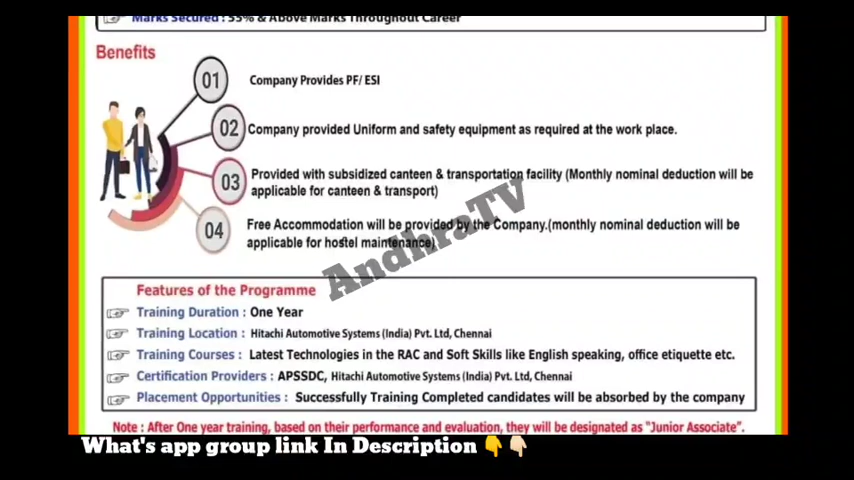 Marks Secured : 55% & Above Marks Throughout Career
Benefits
01 Company Provides PF/ ESI
02 Company provided Uniform and safety equipment as required at the work place.
03 Provided with subsidized canteen & transportation facility (Monthly nominal deduction will be
applicable for canteen & transport)
04 Free Accommodation will be provided by the Company.(monthly nominal deduction will be
applicable for hostel maintenance)
AndhraTV
Features of the Programme
Training Duration : One Year
Training Location : Hitachi Automotive Systems (India) Pvt. Ltd, Chennai
Training Courses : Latest Technologies in the RAC and Soft Skills like English speaking, office etiquette etc.
Certification Providers : APSSDC, Hitachi Automotive Systems (India) Pvt. Ltd, Chennai
Placement Opportunities : Successfully Training Completed candidates will be absorbed by the company
Note : After One year training, based on their performance and evaluation, they will be designated as "Junior Associate".
What's app group link In Description 👇👇🏻